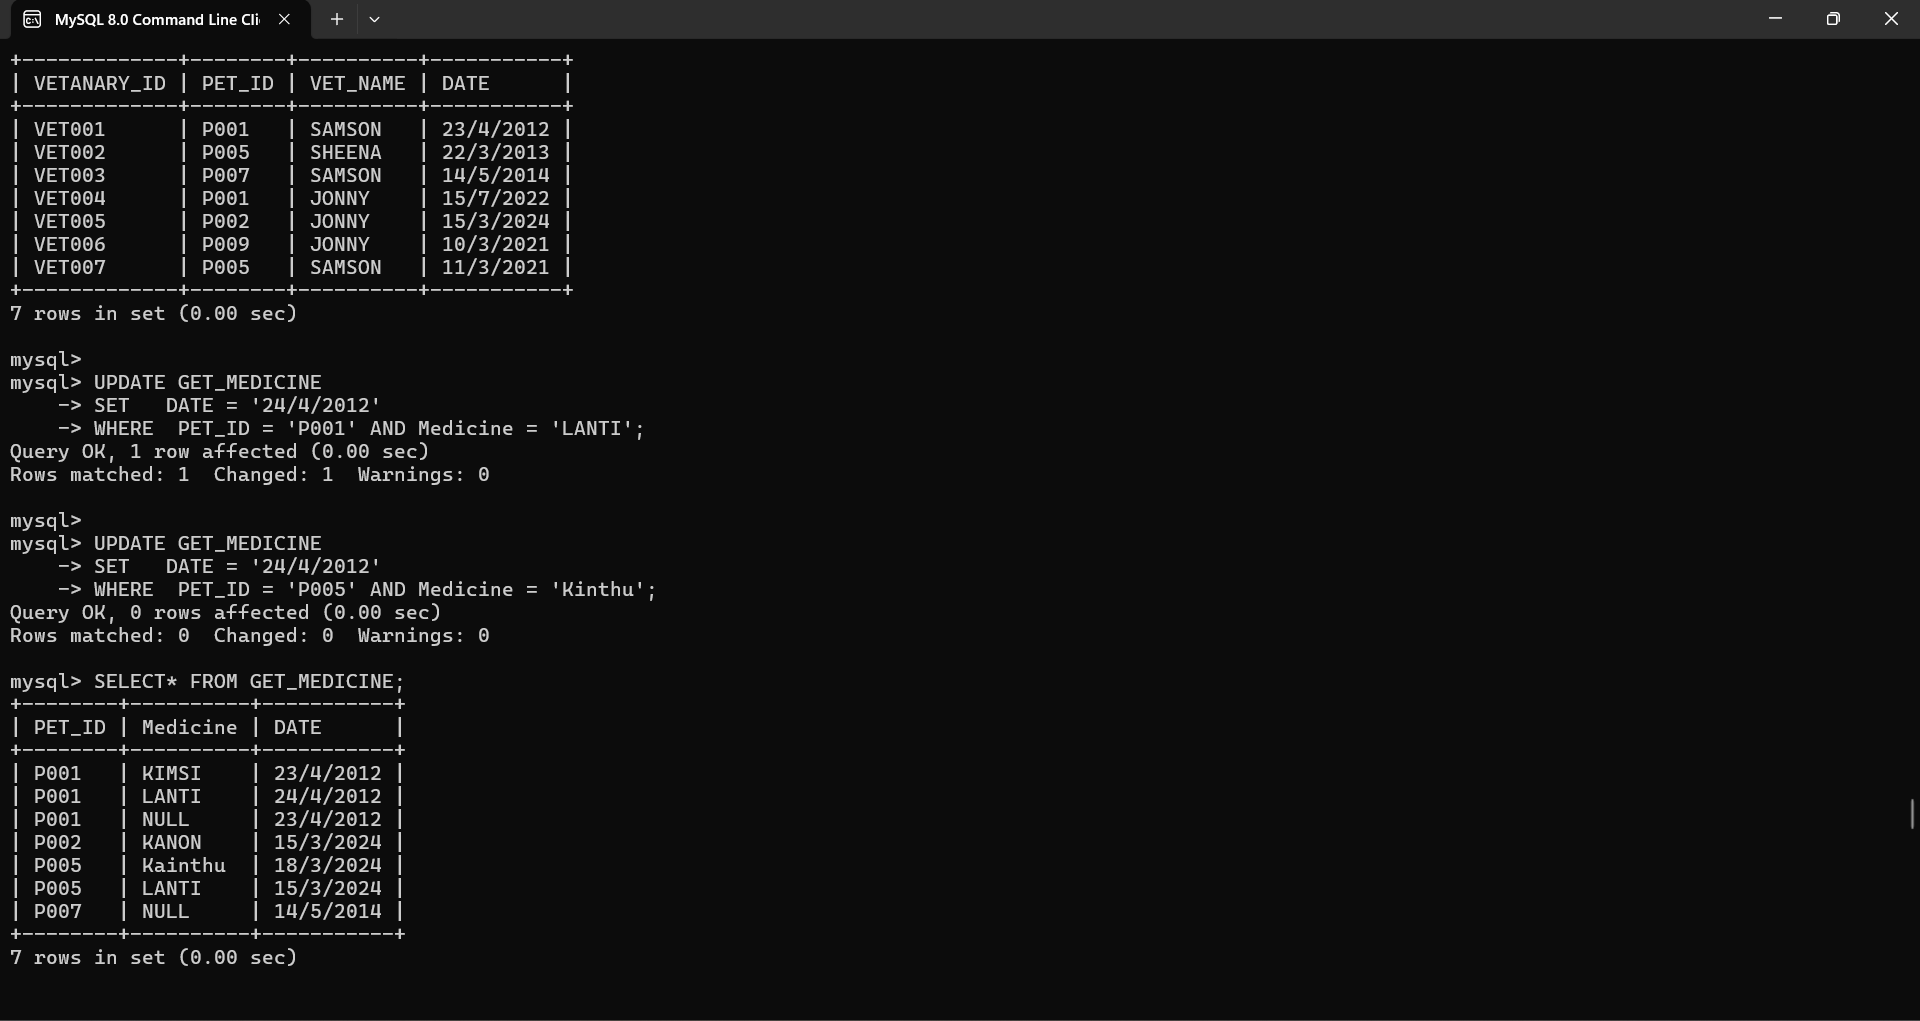 MySQL 8.0 Command Line Cli
+-------------+--------+----------+-----------+
| VETANARY_ID | PET_ID | VET_NAME | DATE      |
+-------------+--------+----------+-----------+
| VET001      | P001   | SAMSON   | 23/4/2012 |
| VET002      | P005   | SHEENA   | 22/3/2013 |
| VET003      | P007   | SAMSON   | 14/5/2014 |
| VET004      | P001   | JONNY    | 15/7/2022 |
| VET005      | P002   | JONNY    | 15/3/2024 |
| VET006      | P009   | JONNY    | 10/3/2021 |
| VET007      | P005   | SAMSON   | 11/3/2021 |
+-------------+--------+----------+-----------+
7 rows in set (0.00 sec)

mysql>
mysql> UPDATE GET_MEDICINE
    -> SET   DATE = '24/4/2012'
    -> WHERE  PET_ID = 'P001' AND Medicine = 'LANTI';
Query OK, 1 row affected (0.00 sec)
Rows matched: 1  Changed: 1  Warnings: 0

mysql>
mysql> UPDATE GET_MEDICINE
    -> SET   DATE = '24/4/2012'
    -> WHERE  PET_ID = 'P005' AND Medicine = 'Kinthu';
Query OK, 0 rows affected (0.00 sec)
Rows matched: 0  Changed: 0  Warnings: 0

mysql> SELECT* FROM GET_MEDICINE;
+--------+----------+-----------+
| PET_ID | Medicine | DATE      |
+--------+----------+-----------+
| P001   | KIMSI    | 23/4/2012 |
| P001   | LANTI    | 24/4/2012 |
| P001   | NULL     | 23/4/2012 |
| P002   | KANON    | 15/3/2024 |
| P005   | Kainthu  | 18/3/2024 |
| P005   | LANTI    | 15/3/2024 |
| P007   | NULL     | 14/5/2014 |
+--------+----------+-----------+
7 rows in set (0.00 sec)